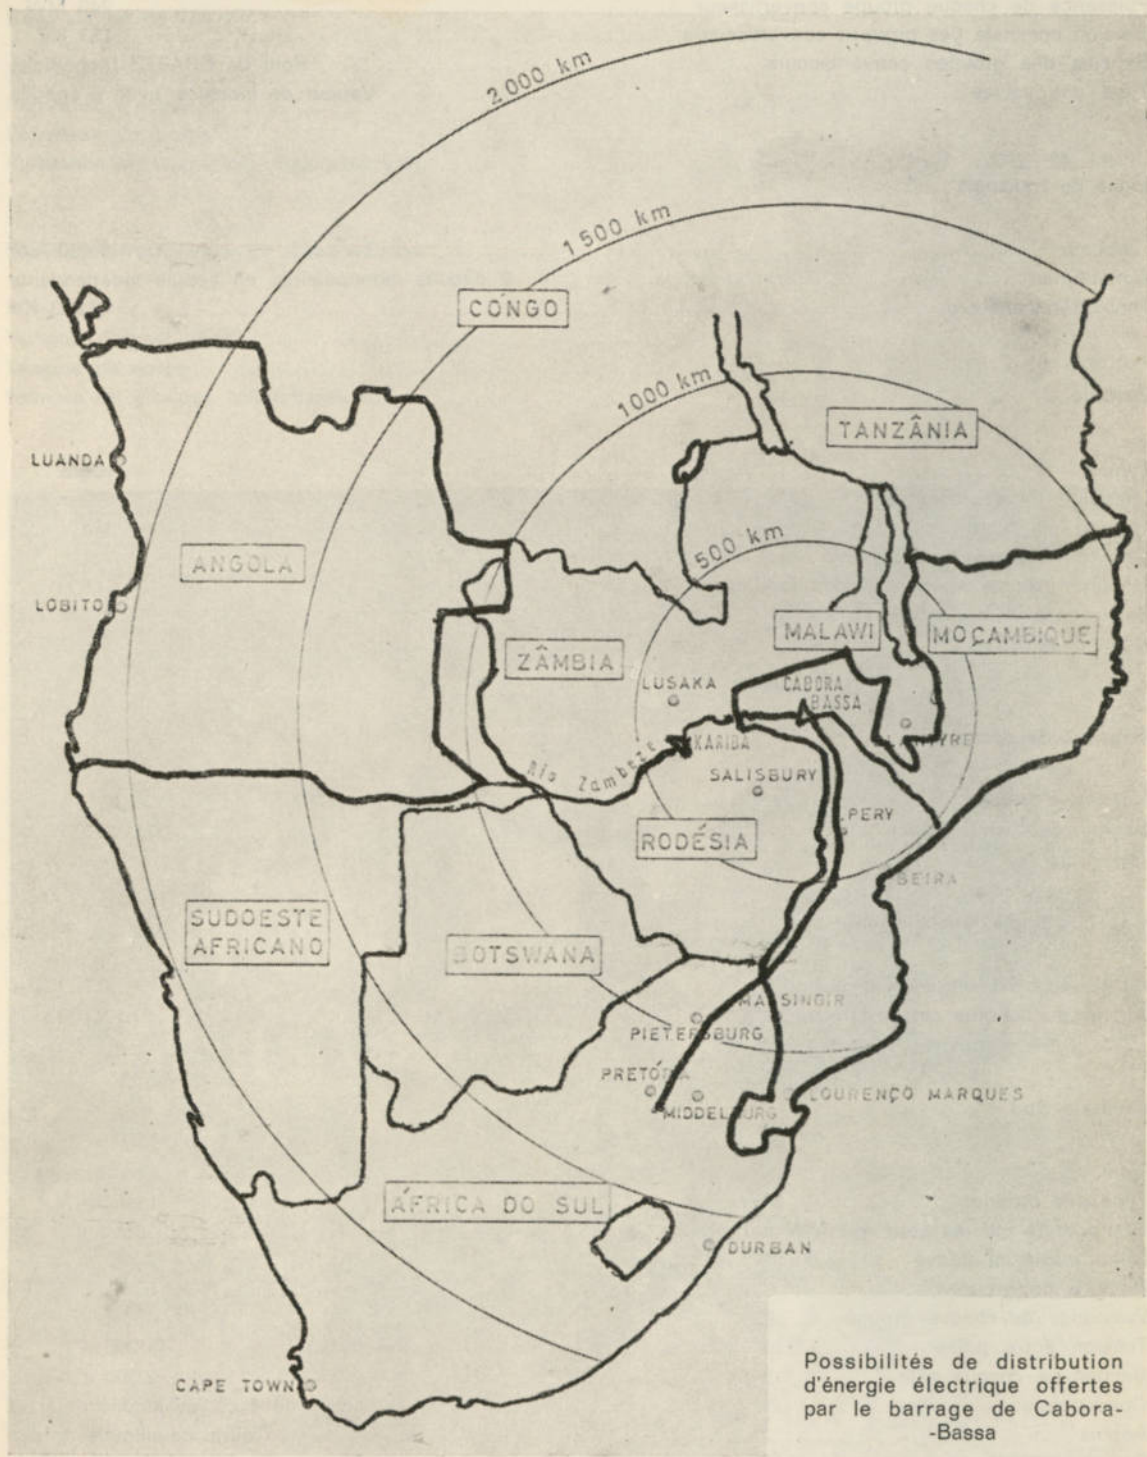 2 000 km
1 500 km
CONGO
1000 km
TANZÂNIA
LUANDA
500 km
ANGOLA
LOBITO
MALAWI
MOÇAMBIQUE
ZÂMBIA
LUSAKA
CABORA
BASSA
KARIBA
Rio Zambeze
SALISBURY
PERY
RODÉSIA
BEIRA
SUDOESTE
AFRICANO
BOTSWANA
MASSINGIR
PIETERSBURG
PRETÓRIA
LOURENÇO MARQUES
MIDDELBURG
ÁFRICA DO SUL
DURBAN
CAPE TOWN
Possibilités de distribution
d'énergie électrique offertes
par le barrage de Cabora-
-Bassa